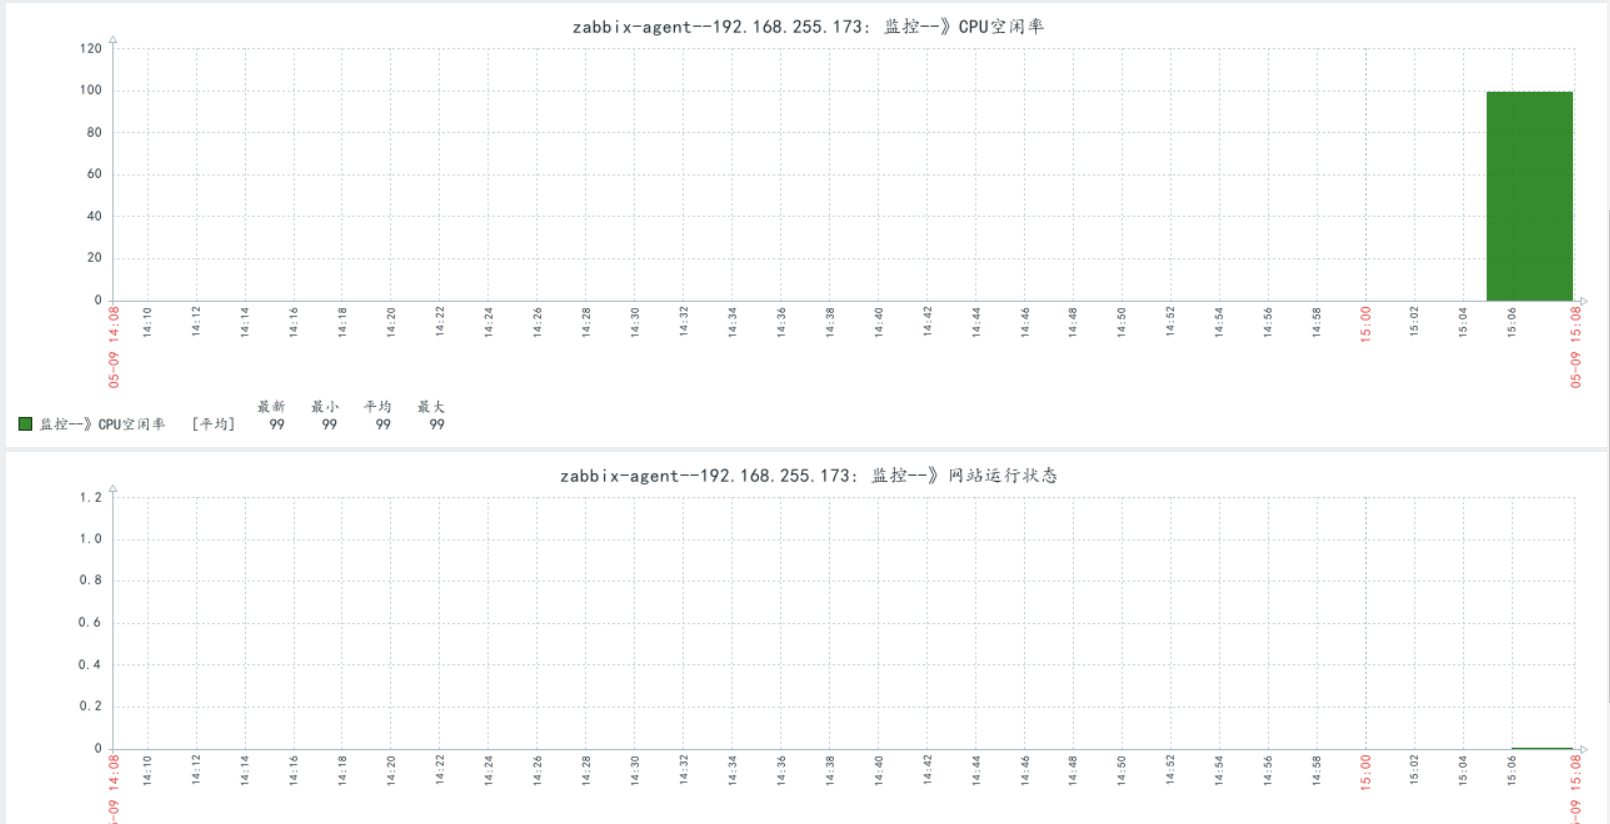 zabbix-agent--192.168.255.173: 监控--》CPU空闲率
120
100
80
60
40
20
0
05-09 14:08 14:10 14:12 14:14 14:16 14:18 14:20 14:22 14:24 14:26 14:28 14:30 14:32 14:34 14:36 14:38 14:40 14:42 14:44 14:46 14:48 14:50 14:52 14:54 14:56 14:58 15:00 15:02 15:04 15:06 05-09 15:08
最新 最小 平均 最大
监控--》CPU空闲率 [平均] 99 99 99 99
zabbix-agent--192.168.255.173: 监控--》网站运行状态
1.2
1.0
0.8
0.6
0.4
0.2
0
-09 14:08 14:10 14:12 14:14 14:16 14:18 14:20 14:22 14:24 14:26 14:28 14:30 14:32 14:34 14:36 14:38 14:40 14:42 14:44 14:46 14:48 14:50 14:52 14:54 14:56 14:58 15:00 15:02 15:04 15:06 -09 15:08